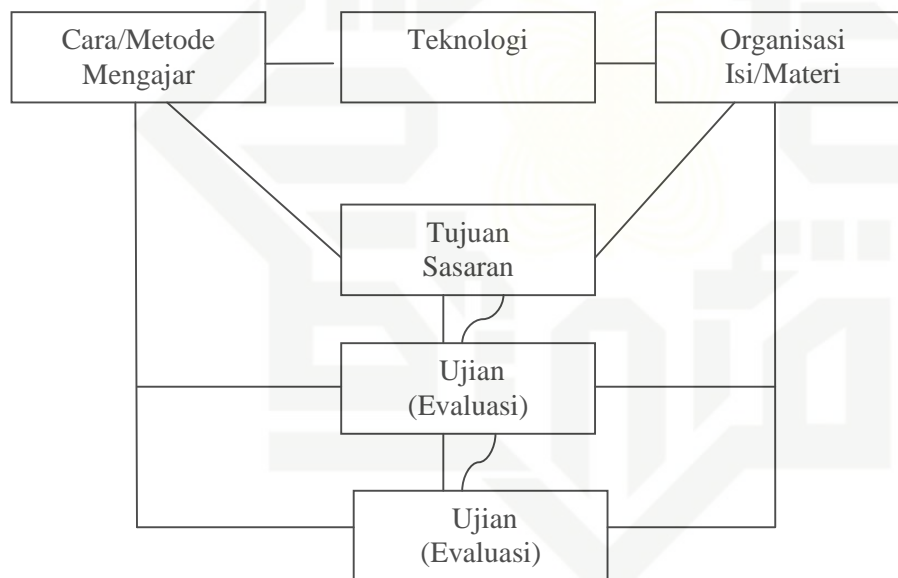 Cara/Metode
Mengajar
Teknologi
Organisasi
Isi/Materi
Tujuan
Sasaran
Ujian
(Evaluasi)
Ujian
(Evaluasi)